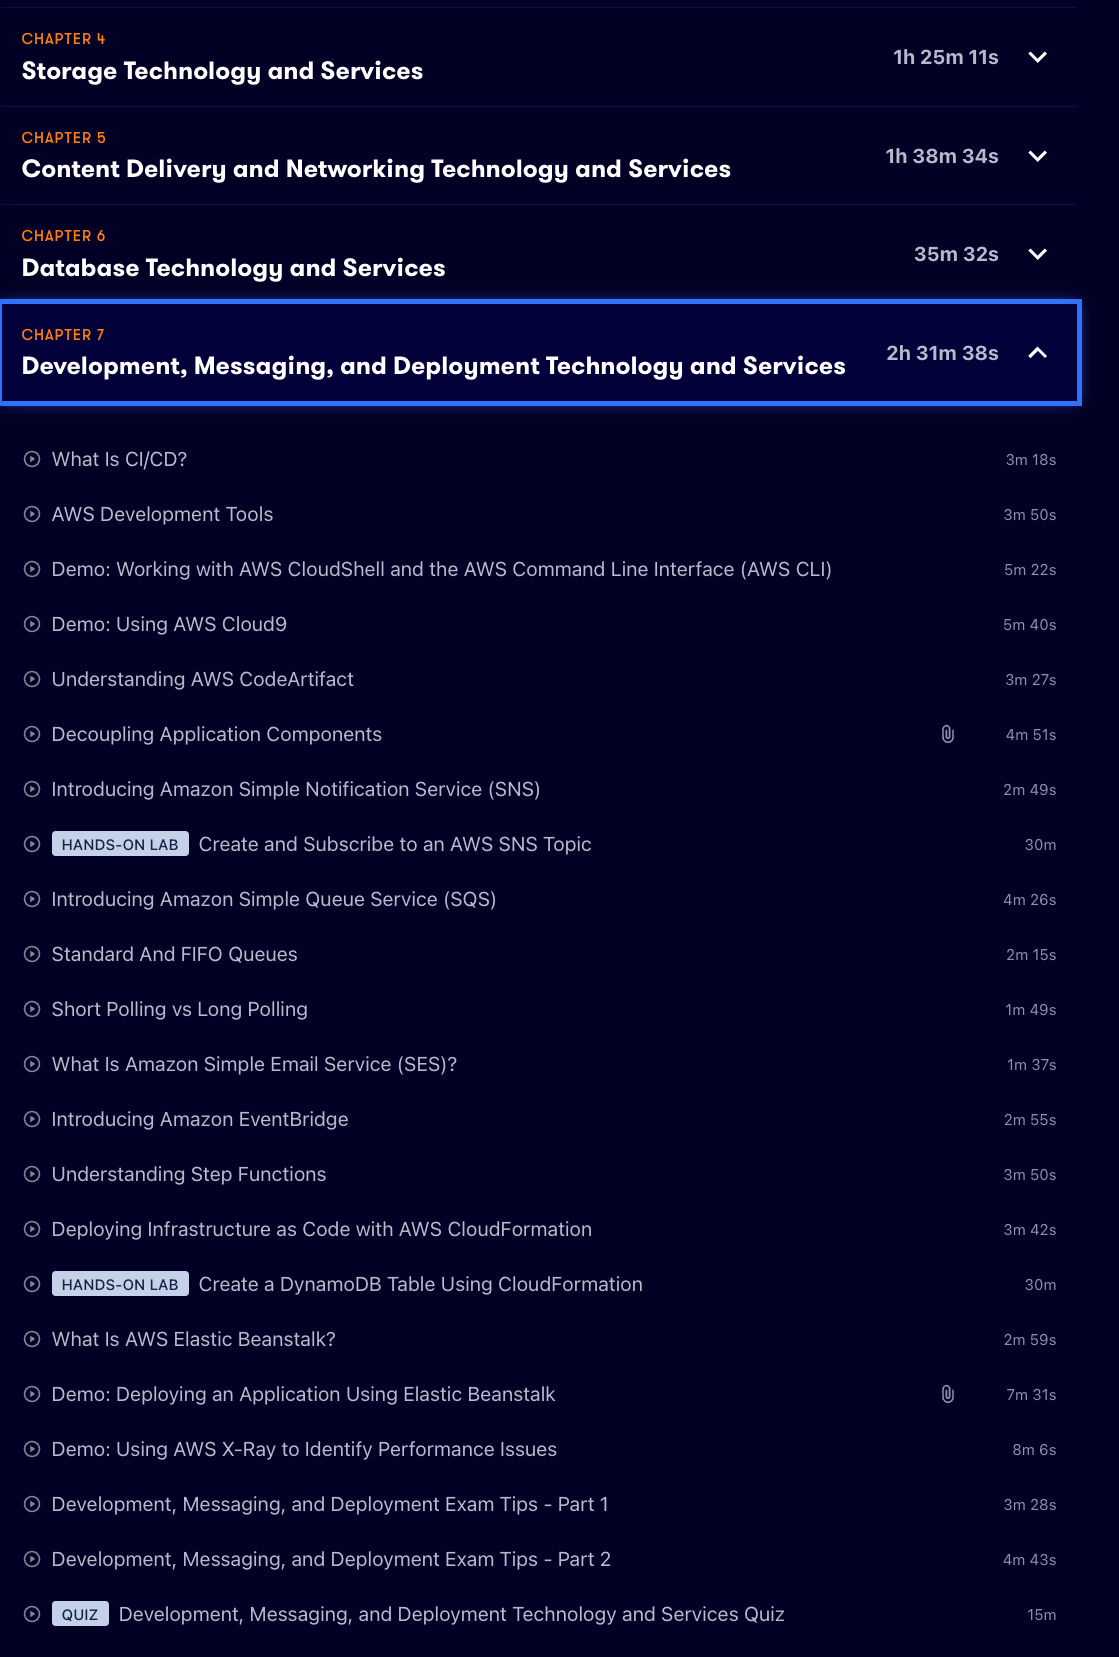 CHAPTER 4
Storage Technology and Services
1h 25m 11s
CHAPTER 5
Content Delivery and Networking Technology and Services
1h 38m 34s
CHAPTER 6
Database Technology and Services
35m 32s
CHAPTER 7
Development, Messaging, and Deployment Technology and Services
2h 31m 38s
What Is CI/CD? 3m 18s
AWS Development Tools 3m 50s
Demo: Working with AWS CloudShell and the AWS Command Line Interface (AWS CLI) 5m 22s
Demo: Using AWS Cloud9 5m 40s
Understanding AWS CodeArtifact 3m 27s
Decoupling Application Components 4m 51s
Introducing Amazon Simple Notification Service (SNS) 2m 49s
HANDS-ON LAB Create and Subscribe to an AWS SNS Topic 30m
Introducing Amazon Simple Queue Service (SQS) 4m 26s
Standard And FIFO Queues 2m 15s
Short Polling vs Long Polling 1m 49s
What Is Amazon Simple Email Service (SES)? 1m 37s
Introducing Amazon EventBridge 2m 55s
Understanding Step Functions 3m 50s
Deploying Infrastructure as Code with AWS CloudFormation 3m 42s
HANDS-ON LAB Create a DynamoDB Table Using CloudFormation 30m
What Is AWS Elastic Beanstalk? 2m 59s
Demo: Deploying an Application Using Elastic Beanstalk 7m 31s
Demo: Using AWS X-Ray to Identify Performance Issues 8m 6s
Development, Messaging, and Deployment Exam Tips - Part 1 3m 28s
Development, Messaging, and Deployment Exam Tips - Part 2 4m 43s
QUIZ Development, Messaging, and Deployment Technology and Services Quiz 15m